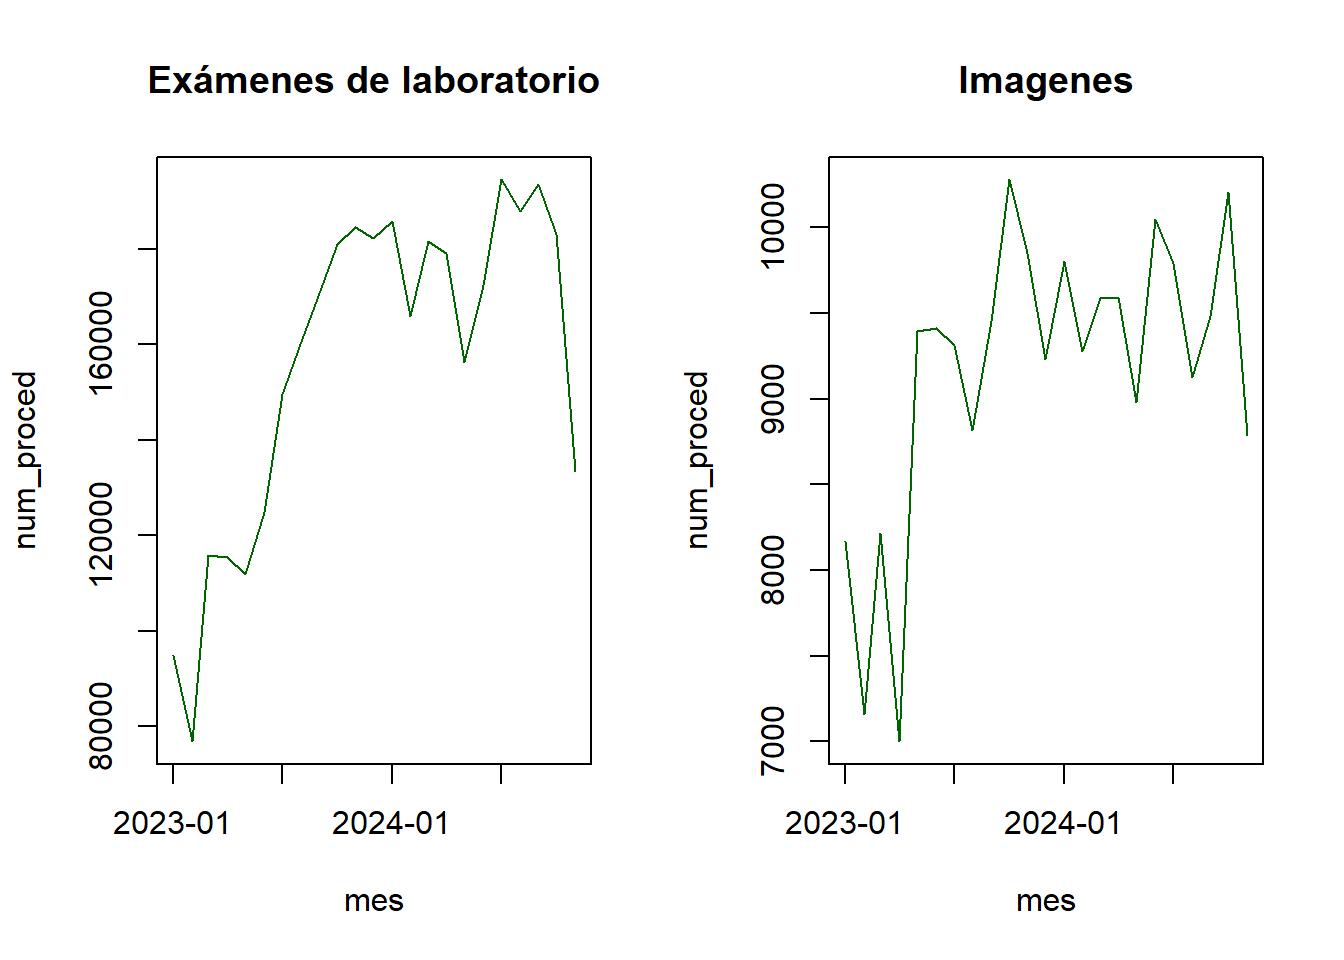 Exámenes de laboratorio
num_proced
160000
120000
80000
2023-01
2024-01
mes
Imagenes
num_proced
10000
9000
8000
7000
2023-01
2024-01
mes